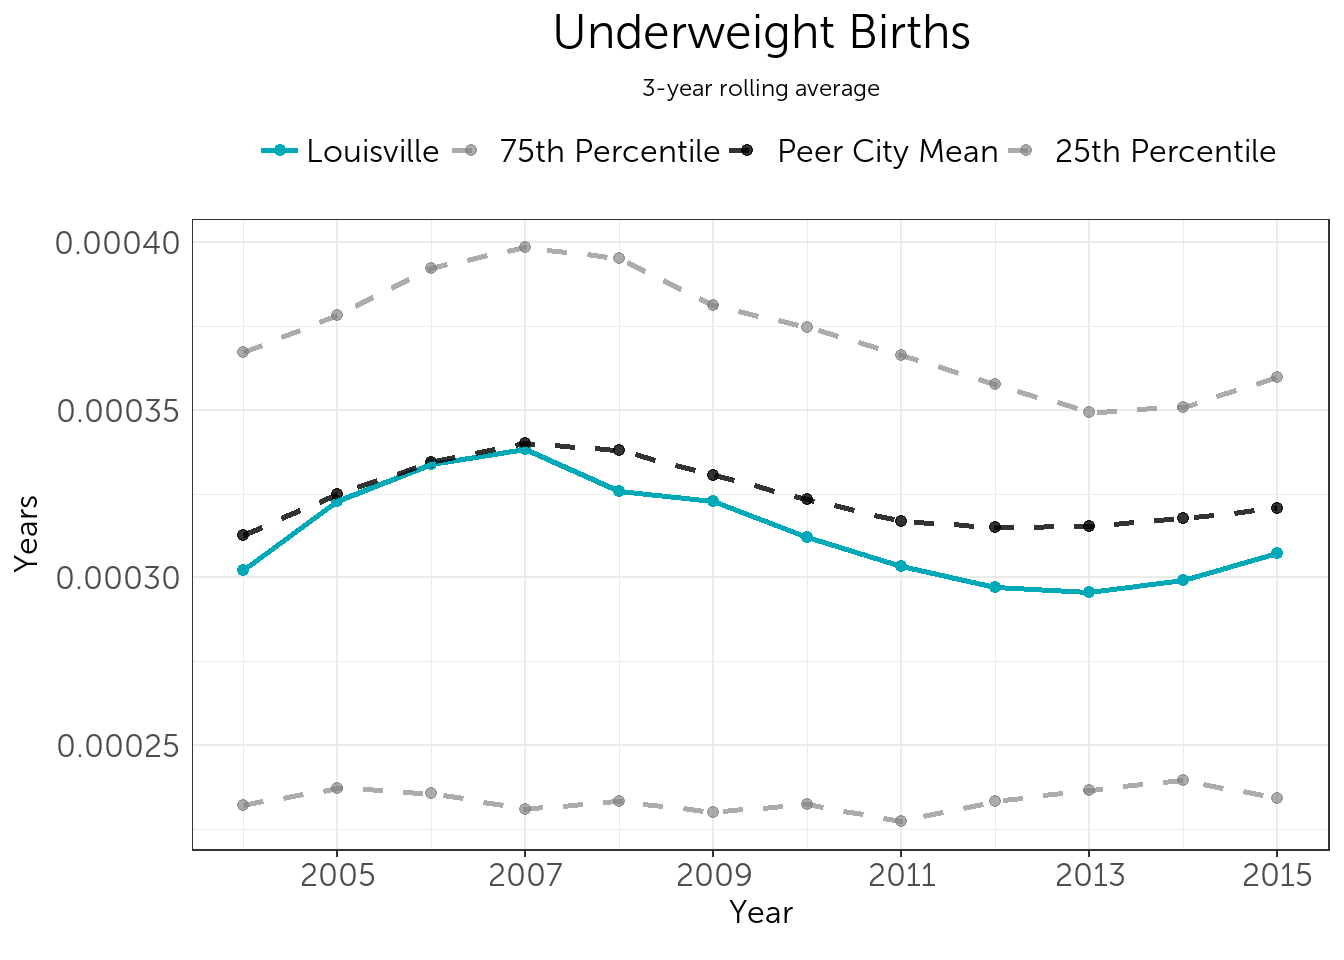 Underweight Births
3-year rolling average
Louisville 75th Percentile Peer City Mean 25th Percentile
0.00040
0.00035
0.00030
0.00025
Years
2005 2007 2009 2011 2013 2015
Year